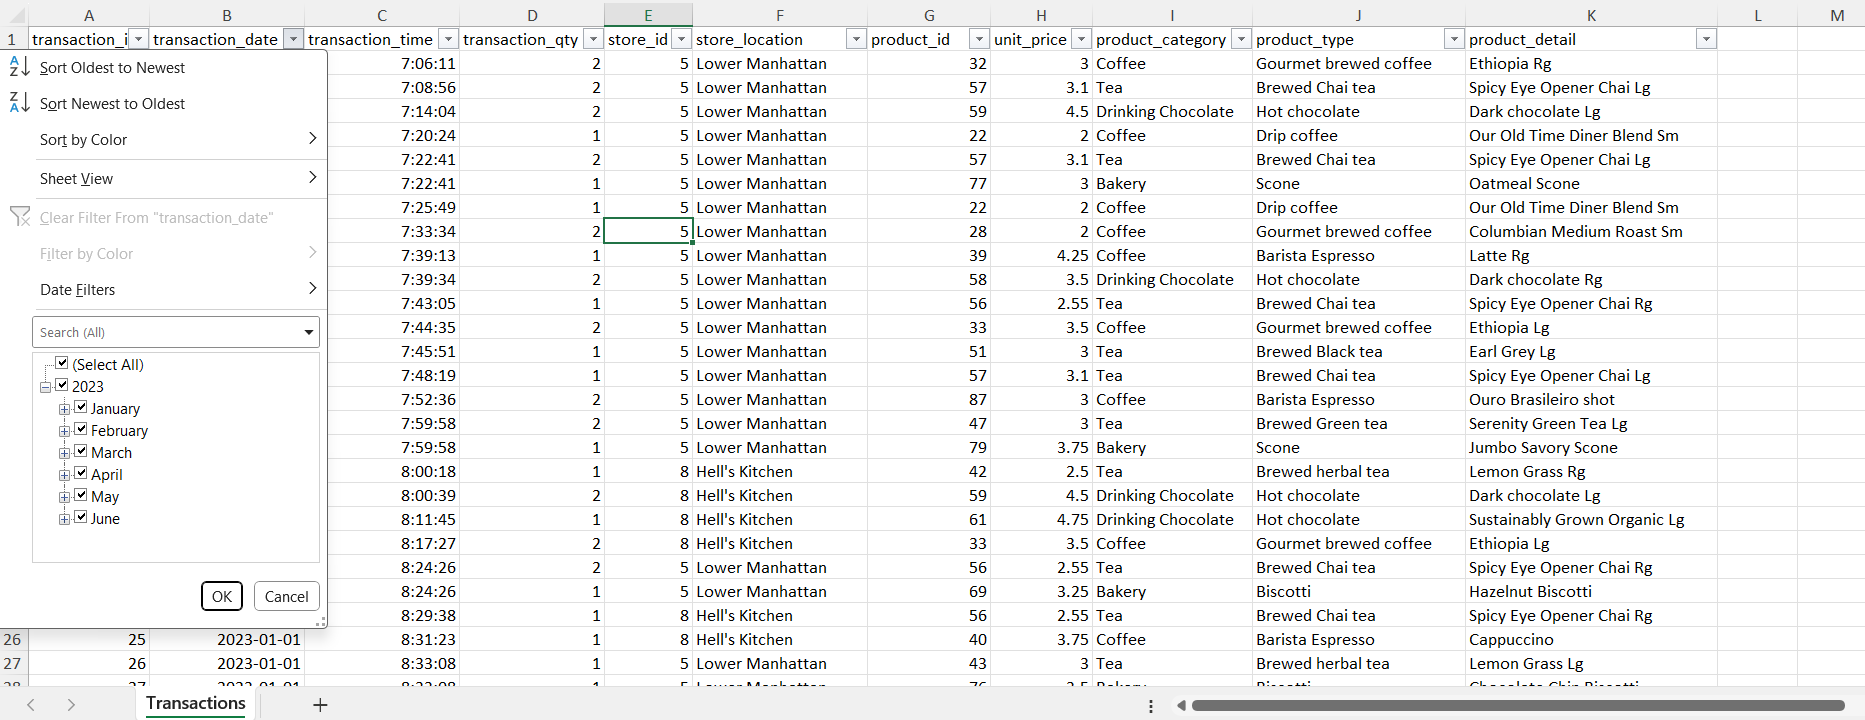 A B C D E F G H I J K L M
1 transaction_i transaction_date transaction_time transaction_qty store_id store_location product_id unit_price product_category product_type product_detail
Sort Oldest to Newest
Sort Newest to Oldest
Sort by Color
Sheet View
Clear Filter From "transaction_date"
Filter by Color
Date Filters
Search (All)
(Select All)
2023
January
February
March
April
May
June
OK Cancel
7:06:11 2 5 Lower Manhattan 32 3 Coffee Gourmet brewed coffee Ethiopia Rg
7:08:56 2 5 Lower Manhattan 57 3.1 Tea Brewed Chai tea Spicy Eye Opener Chai Lg
7:14:04 2 5 Lower Manhattan 59 4.5 Drinking Chocolate Hot chocolate Dark chocolate Lg
7:20:24 1 5 Lower Manhattan 22 2 Coffee Drip coffee Our Old Time Diner Blend Sm
7:22:41 2 5 Lower Manhattan 57 3.1 Tea Brewed Chai tea Spicy Eye Opener Chai Lg
7:22:41 1 5 Lower Manhattan 77 3 Bakery Scone Oatmeal Scone
7:25:49 1 5 Lower Manhattan 22 2 Coffee Drip coffee Our Old Time Diner Blend Sm
7:33:34 2 5 Lower Manhattan 28 2 Coffee Gourmet brewed coffee Columbian Medium Roast Sm
7:39:13 1 5 Lower Manhattan 39 4.25 Coffee Barista Espresso Latte Rg
7:39:34 2 5 Lower Manhattan 58 3.5 Drinking Chocolate Hot chocolate Dark chocolate Rg
7:43:05 1 5 Lower Manhattan 56 2.55 Tea Brewed Chai tea Spicy Eye Opener Chai Rg
7:44:35 2 5 Lower Manhattan 33 3.5 Coffee Gourmet brewed coffee Ethiopia Lg
7:45:51 1 5 Lower Manhattan 51 3 Tea Brewed Black tea Earl Grey Lg
7:48:19 1 5 Lower Manhattan 57 3.1 Tea Brewed Chai tea Spicy Eye Opener Chai Lg
7:52:36 2 5 Lower Manhattan 87 3 Coffee Barista Espresso Ouro Brasileiro shot
7:59:58 2 5 Lower Manhattan 47 3 Tea Brewed Green tea Serenity Green Tea Lg
7:59:58 1 5 Lower Manhattan 79 3.75 Bakery Scone Jumbo Savory Scone
8:00:18 1 8 Hell's Kitchen 42 2.5 Tea Brewed herbal tea Lemon Grass Rg
8:00:39 2 8 Hell's Kitchen 59 4.5 Drinking Chocolate Hot chocolate Dark chocolate Lg
8:11:45 1 8 Hell's Kitchen 61 4.75 Drinking Chocolate Hot chocolate Sustainably Grown Organic Lg
8:17:27 2 8 Hell's Kitchen 33 3.5 Coffee Gourmet brewed coffee Ethiopia Lg
8:24:26 2 5 Lower Manhattan 56 2.55 Tea Brewed Chai tea Spicy Eye Opener Chai Rg
8:24:26 1 5 Lower Manhattan 69 3.25 Bakery Biscotti Hazelnut Biscotti
8:29:38 1 8 Hell's Kitchen 56 2.55 Tea Brewed Chai tea Spicy Eye Opener Chai Rg
26 25 2023-01-01 8:31:23 1 8 Hell's Kitchen 40 3.75 Coffee Barista Espresso Cappuccino
27 26 2023-01-01 8:33:08 1 5 Lower Manhattan 43 3 Tea Brewed herbal tea Lemon Grass Lg
Transactions